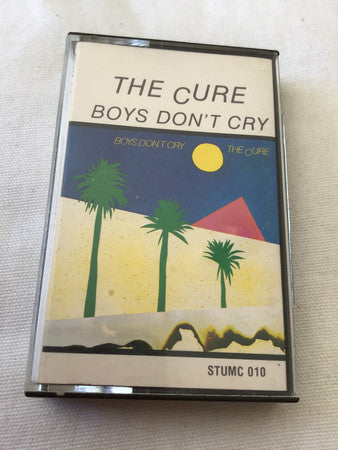 THE CURE
BOYS DON'T CRY
BOYS DON'T CRY THE CURE
STUMC 010